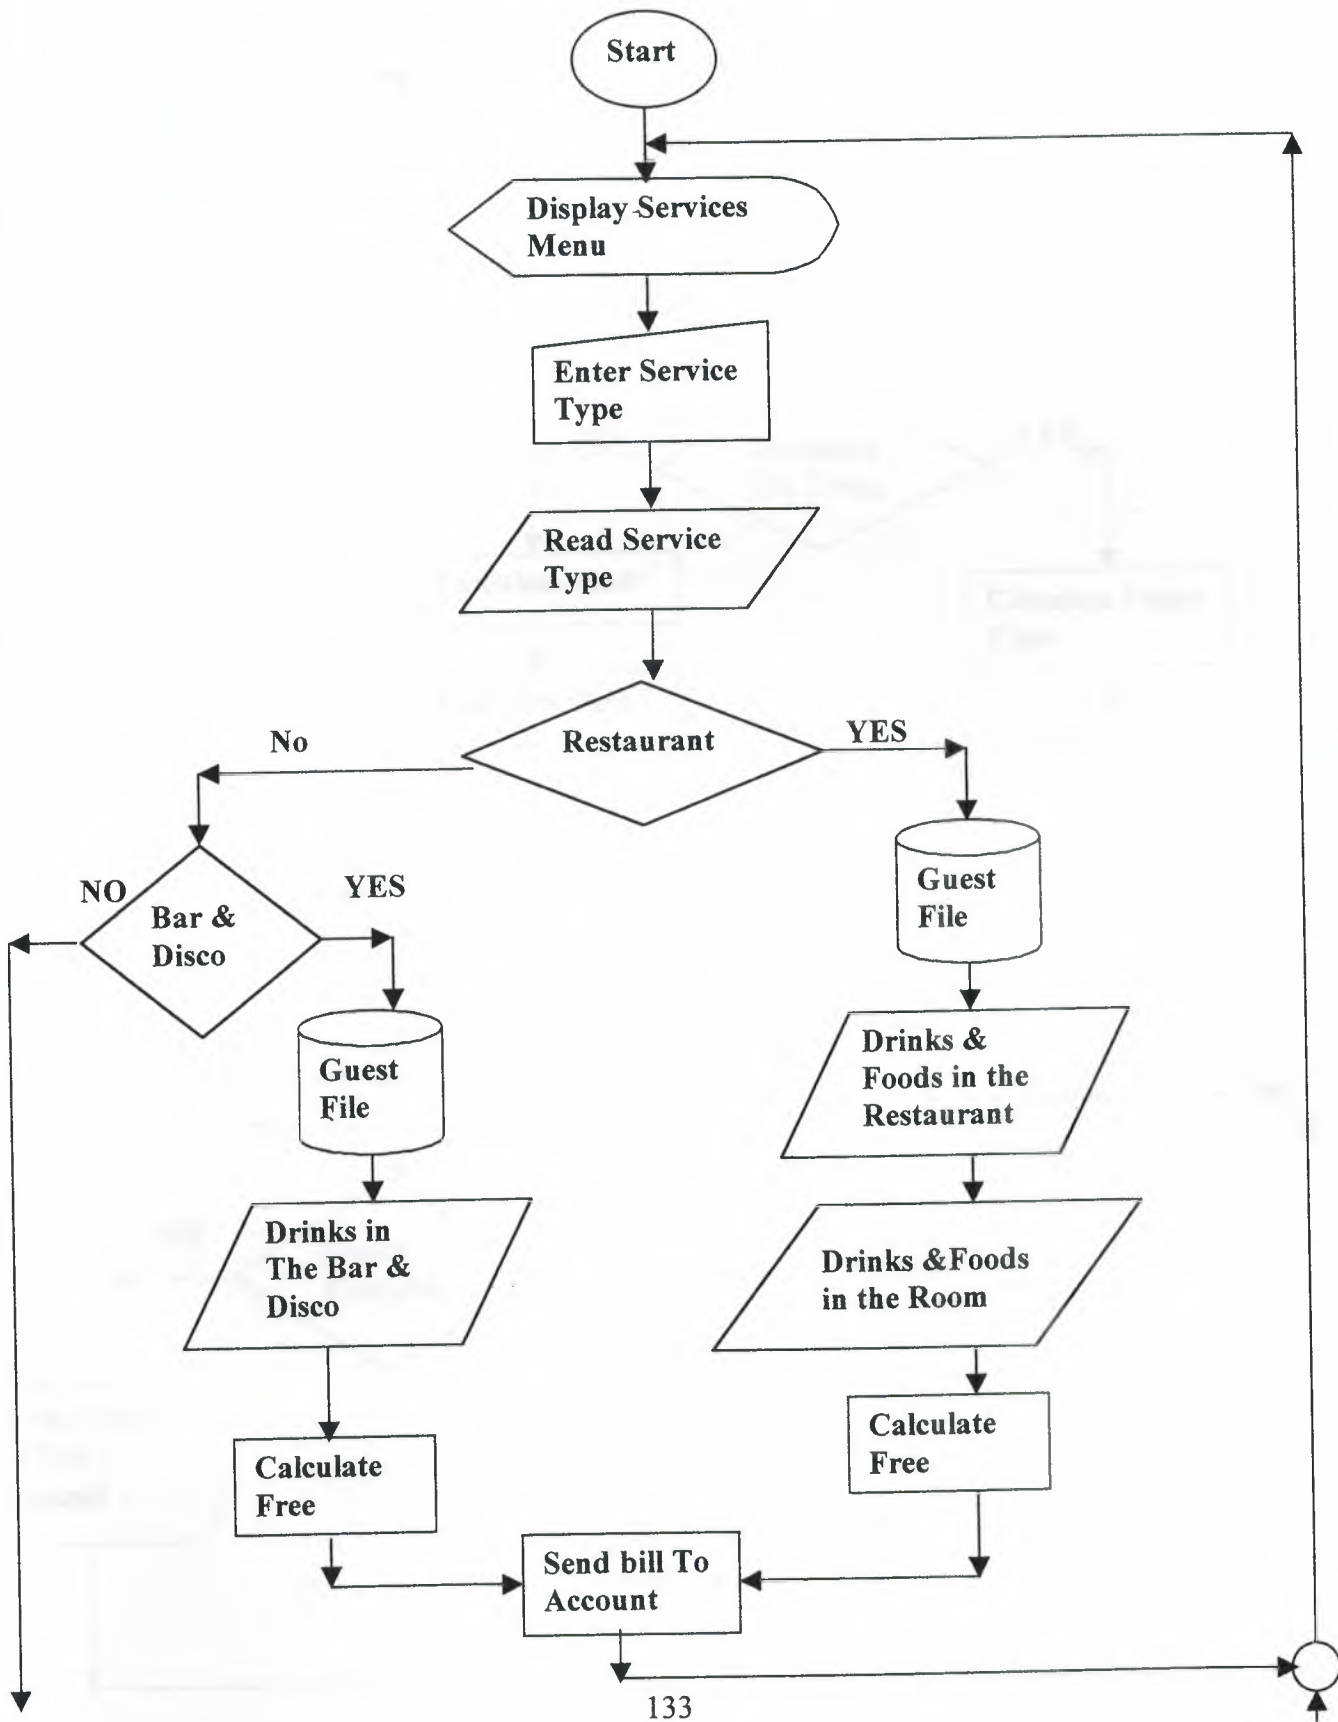 Start
Display Services
Menu
Enter Service
Type
Read Service
Type
Restaurant
No
YES
NO
YES
Bar &
Disco
Guest
File
Guest
File
Drinks &
Foods in the
Restaurant
Drinks in
The Bar &
Disco
Drinks &Foods
in the Room
Calculate
Free
Calculate
Free
Send bill To
Account
133